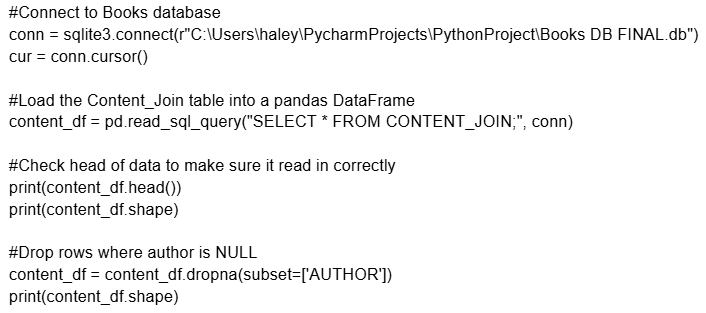 #Connect to Books database
conn = sqlite3.connect(r"C:\Users\haley\PycharmProjects\PythonProject\Books DB FINAL.db")
cur = conn.cursor()
#Load the Content_Join table into a pandas DataFrame
content_df = pd.read_sql_query("SELECT * FROM CONTENT_JOIN;", conn)
#Check head of data to make sure it read in correctly
print(content_df.head())
print(content_df.shape)
#Drop rows where author is NULL
content_df = content_df.dropna(subset=['AUTHOR'])
print(content_df.shape)